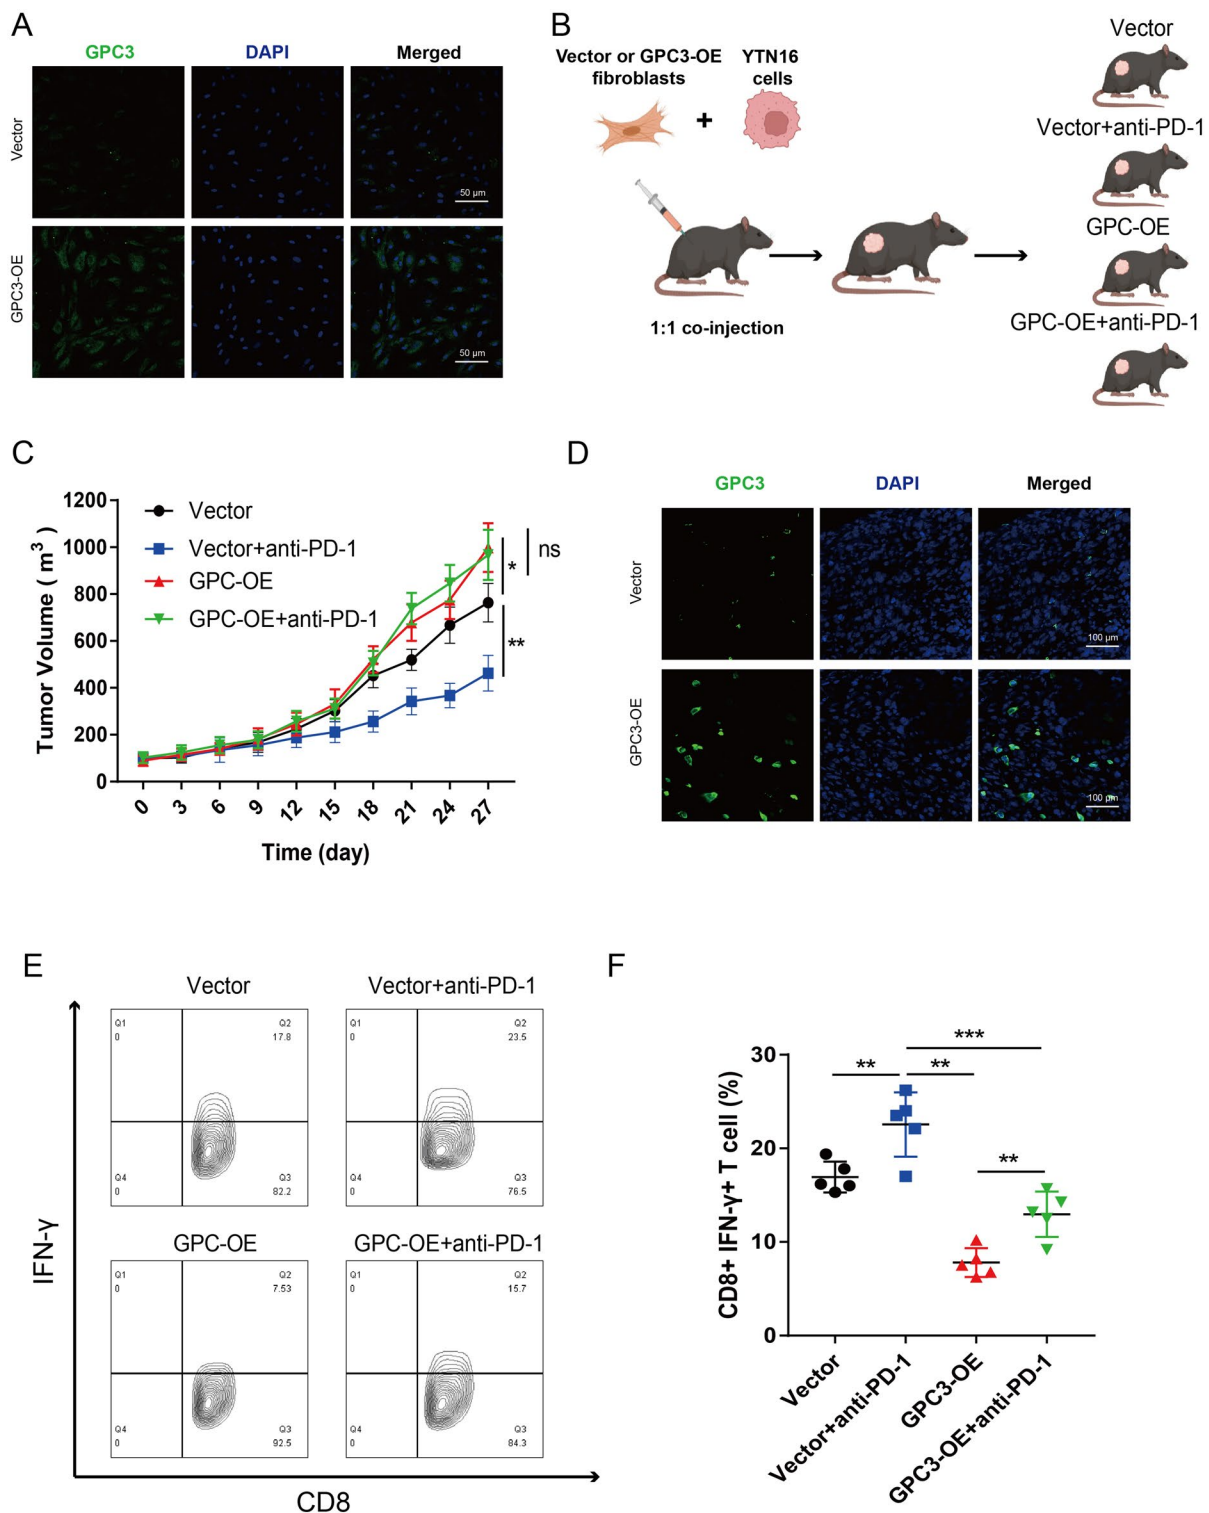 A
GPC3 DAPI Merged
Vector
50 µm
GPC3-OE
50 µm
B
Vector or GPC3-OE
fibroblasts
+
YTN16
cells
1:1 co-injection
Vector
Vector+anti-PD-1
GPC-OE
GPC-OE+anti-PD-1
C
Tumor Volume ( m³ )
1200
1000
800
600
400
200
0
Vector
Vector+anti-PD-1
GPC-OE
GPC-OE+anti-PD-1
*
ns
**
0 3 6 9 12 15 18 21 24 27
Time (day)
D
GPC3 DAPI Merged
Vector
100 µm
GPC3-OE
100 µm
E
Vector Vector+anti-PD-1
Q1
0
Q2
17.8
Q4
0
Q3
82.2
Q1
0
Q2
23.5
Q4
0
Q3
76.5
GPC-OE GPC-OE+anti-PD-1
Q1
0
Q2
7.53
Q4
0
Q3
92.5
Q1
0
Q2
15.7
Q4
0
Q3
84.3
IFN-γ
CD8
F
CD8+ IFN-γ+ T cell (%)
30
20
10
0
***
** **
**
Vector
Vector+anti-PD-1
GPC3-OE
GPC3-OE+anti-PD-1